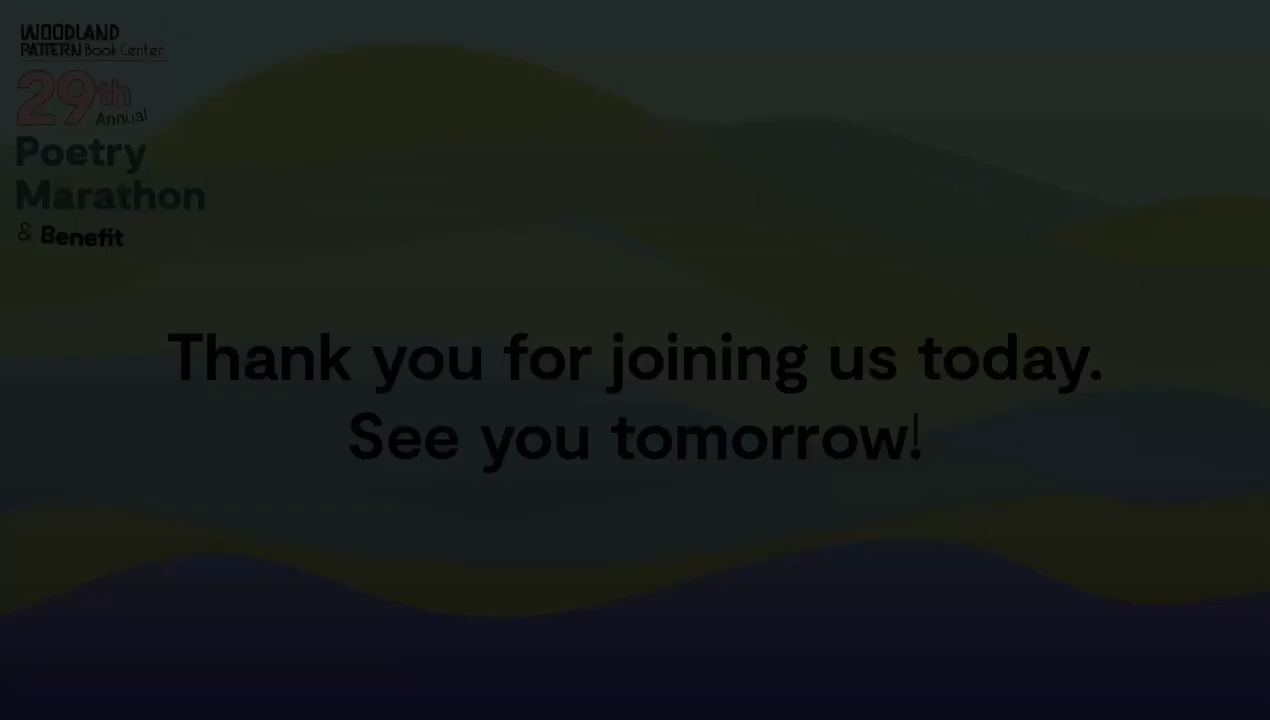 WOODLAND
PATTERN Book Center
29th
Annual
Poetry
Marathon
& Benefit
Thank you for joining us today.
See you tomorrow!